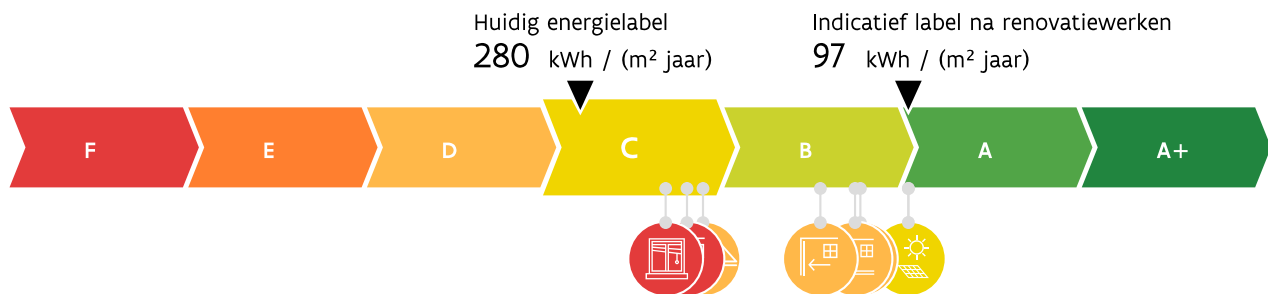 Huidig energielabel
280 kWh / (m² jaar)
Indicatief label na renovatiewerken
97 kWh / (m² jaar)
F E D C B A A+